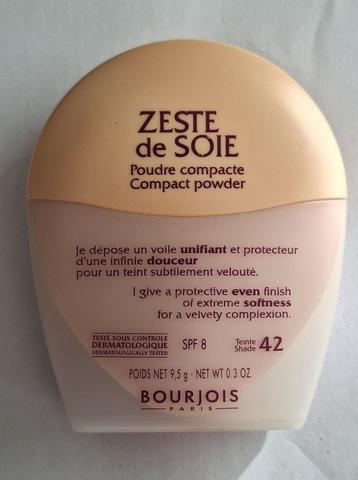 ZESTE
de SOIE
Poudre compacte
Compact powder
Je dépose un voile unifiant et protecteur
d'une infinie douceur
pour un teint subtilement velouté.
I give a protective even finish
of extreme softness
for a velvety complexion.
TESTÉ SOUS CONTRÔLE
DERMATOLOGIQUE
DERMATOLOGICALLY TESTED
SPF 8
Teinte
Shade 42
POIDS NET 9,5 g - NET WT 0.3 OZ.
BOURJOIS
PARIS